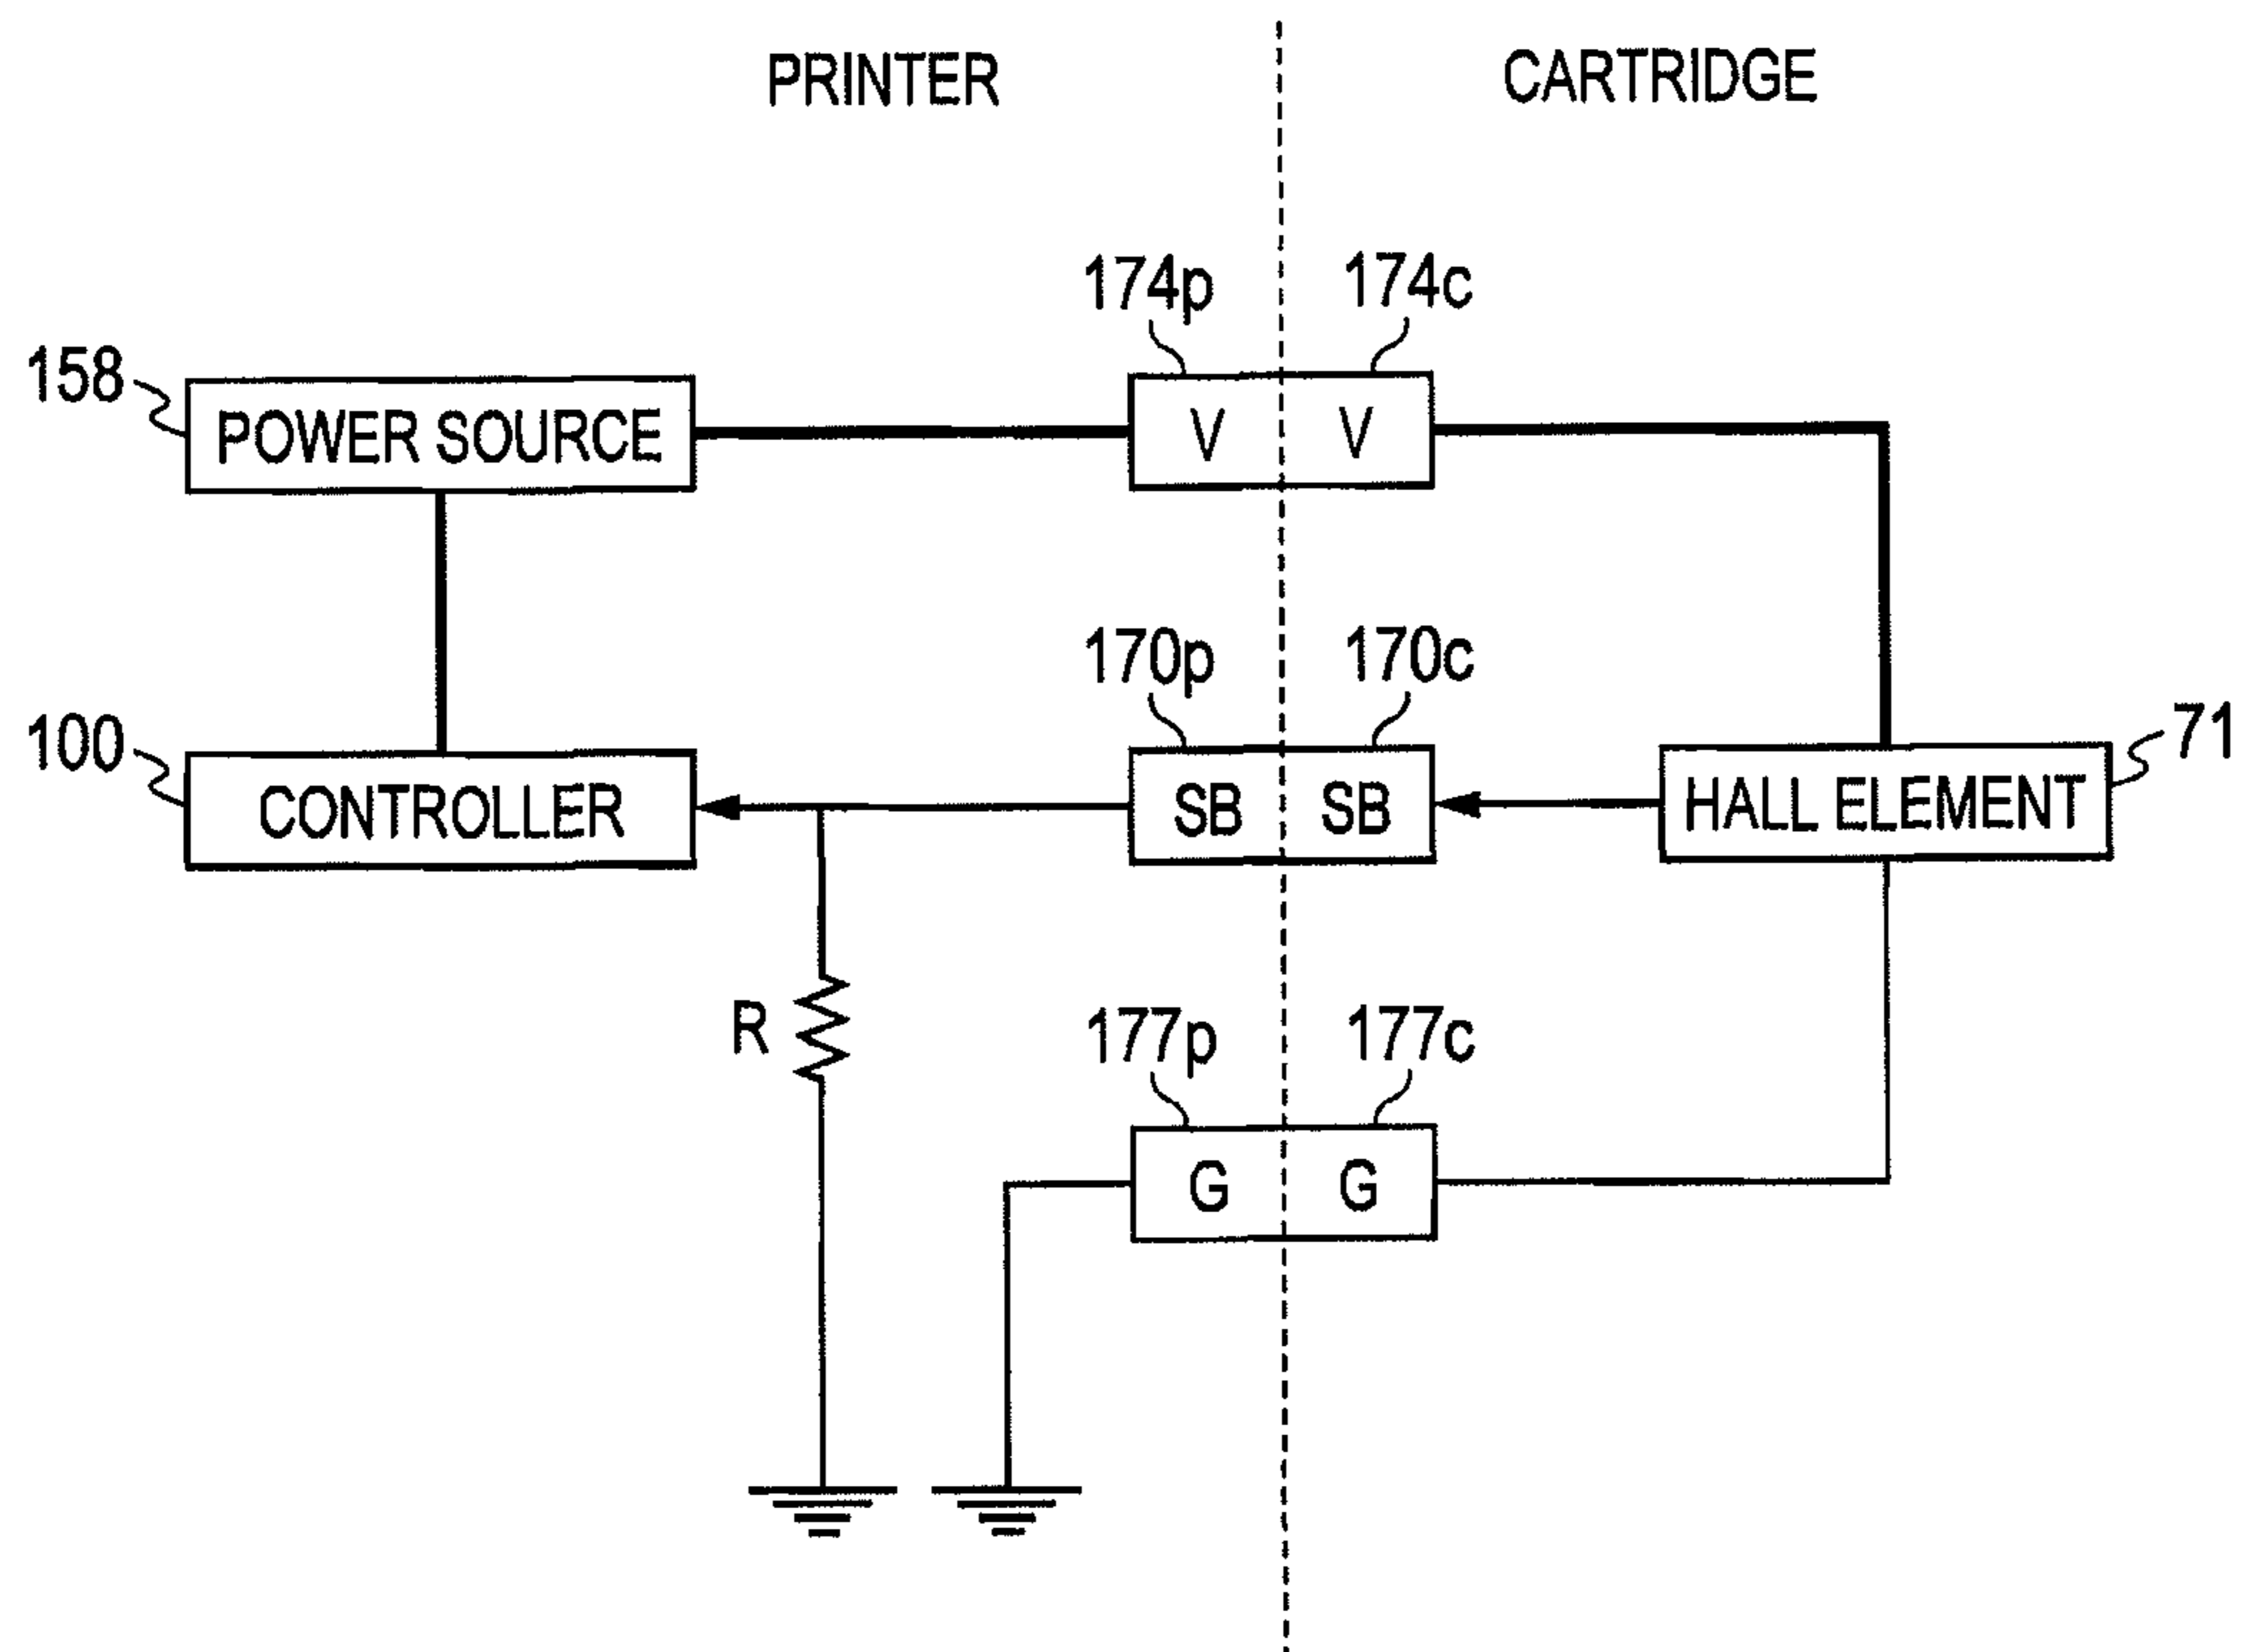 PRINTER
CARTRIDGE
174p
174c
158
POWER SOURCE
V
V
170p
170c
100
CONTROLLER
SB
SB
HALL ELEMENT
71
R
177p
177c
G
G